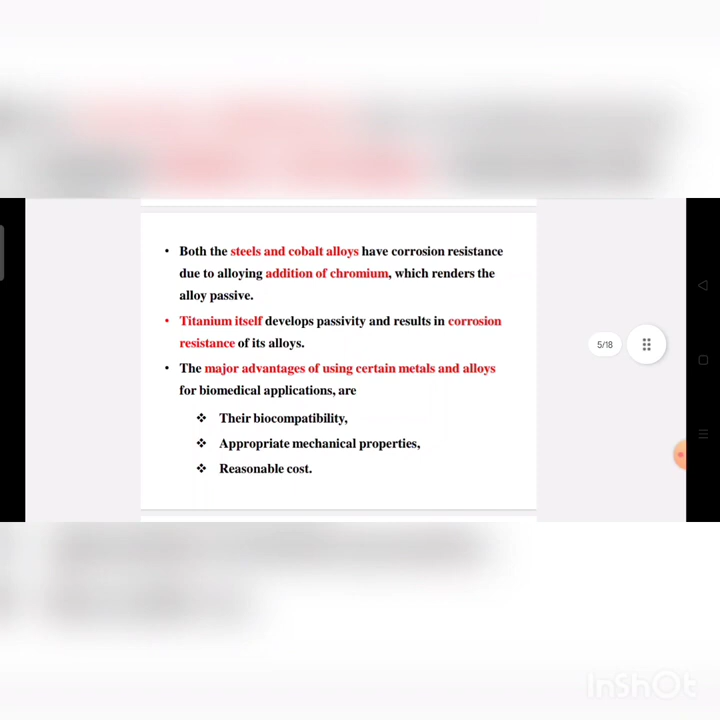 • Both the steels and cobalt alloys have corrosion resistance
due to alloying addition of chromium, which renders the
alloy passive.
• Titanium itself develops passivity and results in corrosion
resistance of its alloys.
• The major advantages of using certain metals and alloys
for biomedical applications, are
❖ Their biocompatibility,
❖ Appropriate mechanical properties,
❖ Reasonable cost.
5/18
InShOt